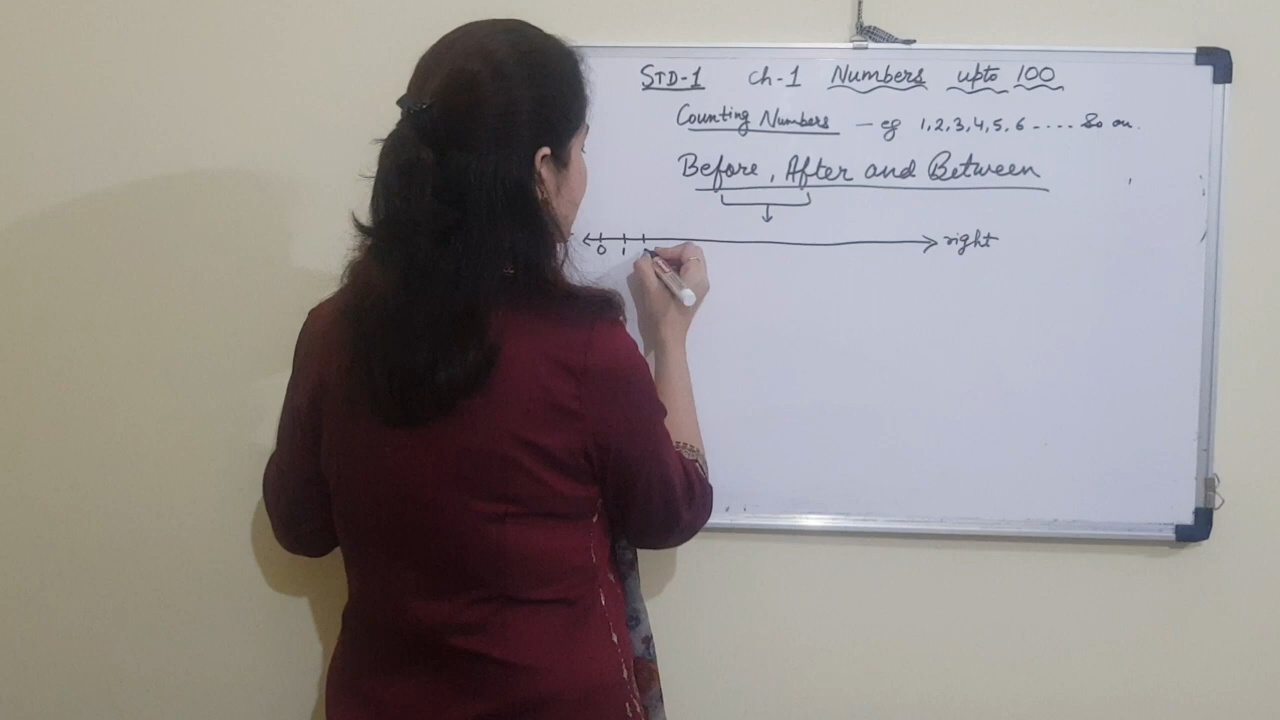 STD-1 Ch-1 Numbers upto 100
Counting Numbers - eg 1,2,3,4,5,6 ----.... So on.
Before, After and Between
right
0 1